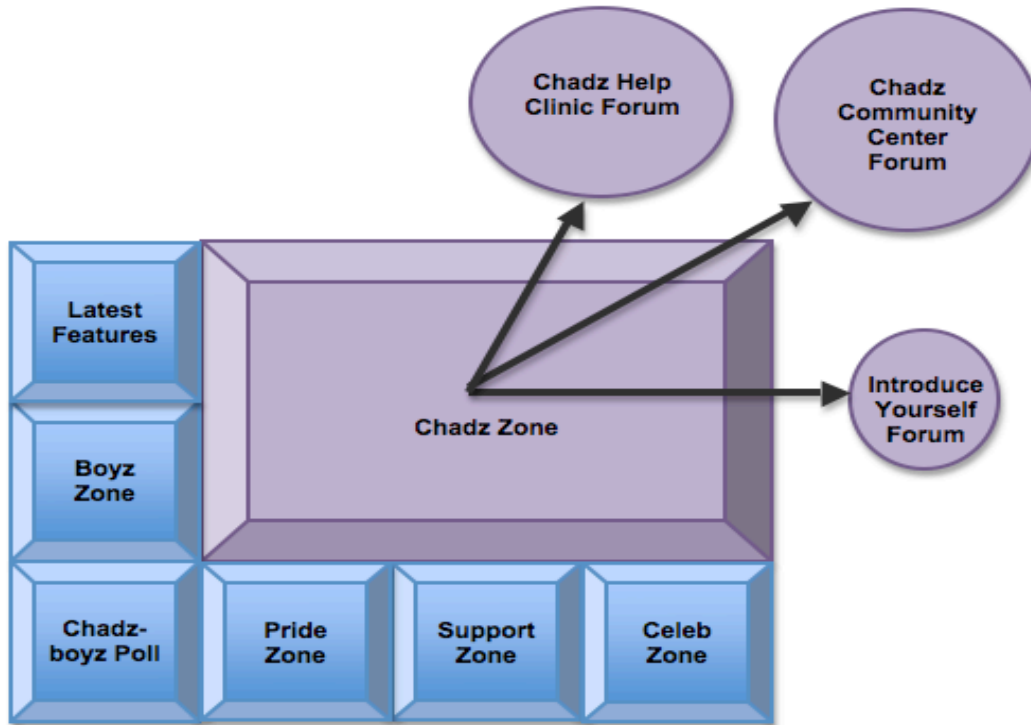 Chadz Help
Clinic Forum
Chadz
Community
Center
Forum
Latest
Features
Chadz Zone
Introduce
Yourself
Forum
Boyz
Zone
Chadz-
boyz Poll
Pride
Zone
Support
Zone
Celeb
Zone